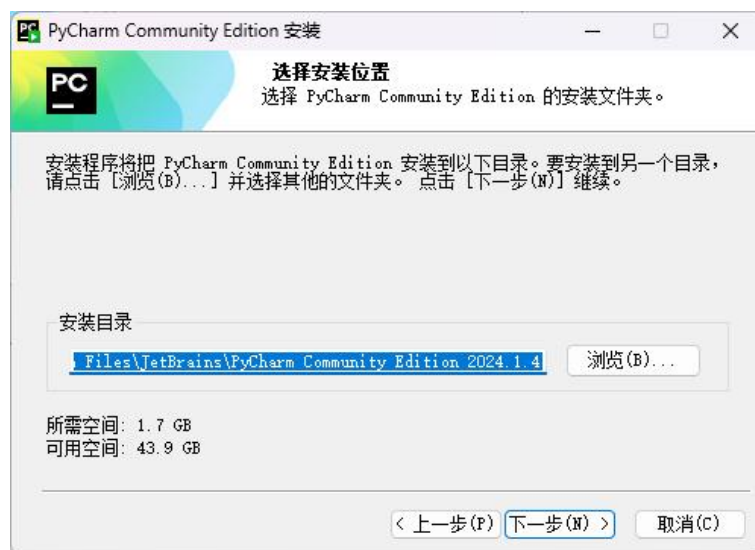 PyCharm Community Edition 安装
PC
选择安装位置
选择 PyCharm Community Edition 的安装文件夹。
安装程序将把 PyCharm Community Edition 安装到以下目录。要安装到另一个目录，
请点击 [浏览(B)...] 并选择其他的文件夹。 点击 [下一步(N)] 继续。
安装目录
Files\JetBrains\PyCharm Community Edition 2024.1.4
浏览(B)...
所需空间: 1.7 GB
可用空间: 43.9 GB
< 上一步(P) 下一步(N) > 取消(C)